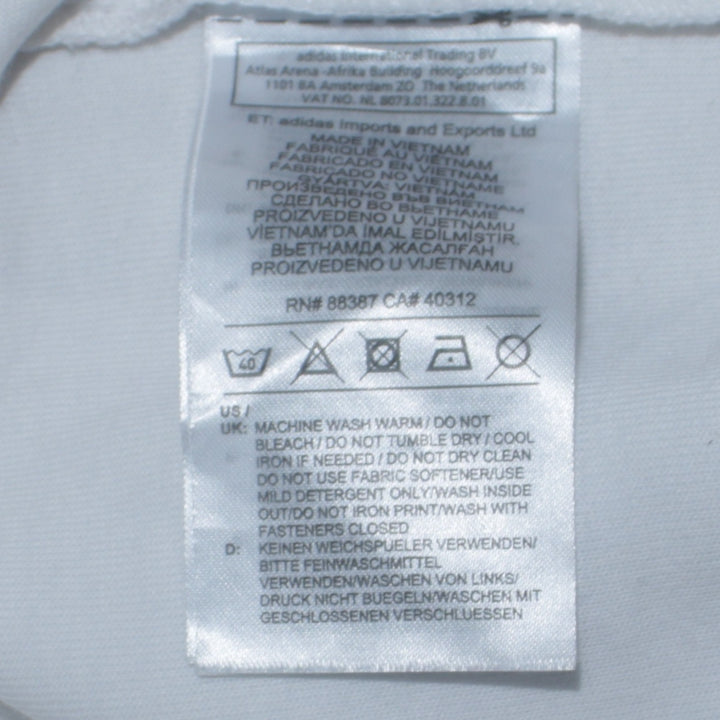 adidas International Trading BV
Atlas Arena -Afrika Building Hoogoorddreef 9a
1101 BA Amsterdam ZO The Netherlands
VAT NO. NL 8073.01.322.B.01
ET: adidas Imports and Exports Ltd
MADE IN VIETNAM
FABRIQUÉ AU VIETNAM
FABRICADO EN VIETNAM
FABRICADO NO VIETNAME
GYÁRTVA: VIETNAM
ПРОИЗВЕДЕНО ВЪВ ВИЕТНАМ
СДЕЛАНО ВО ВЬЕТНАМЕ
PROIZVEDENO U VIJETNAMU
VİETNAM'DA İMAL EDİLMİŞTİR.
ВЬЕТНАМДА ЖАСАЛҒАН
PROIZVEDENO U VIJETNAMU
RN# 88387 CA# 40312
40
US /
UK: MACHINE WASH WARM / DO NOT
BLEACH / DO NOT TUMBLE DRY / COOL
IRON IF NEEDED / DO NOT DRY CLEAN
DO NOT USE FABRIC SOFTENER/USE
MILD DETERGENT ONLY/WASH INSIDE
OUT/DO NOT IRON PRINT/WASH WITH
FASTENERS CLOSED
D: KEINEN WEICHSPUELER VERWENDEN/
BITTE FEINWASCHMITTEL
VERWENDEN/WASCHEN VON LINKS/
DRUCK NICHT BUEGELN/WASCHEN MIT
GESCHLOSSENEN VERSCHLUESSEN